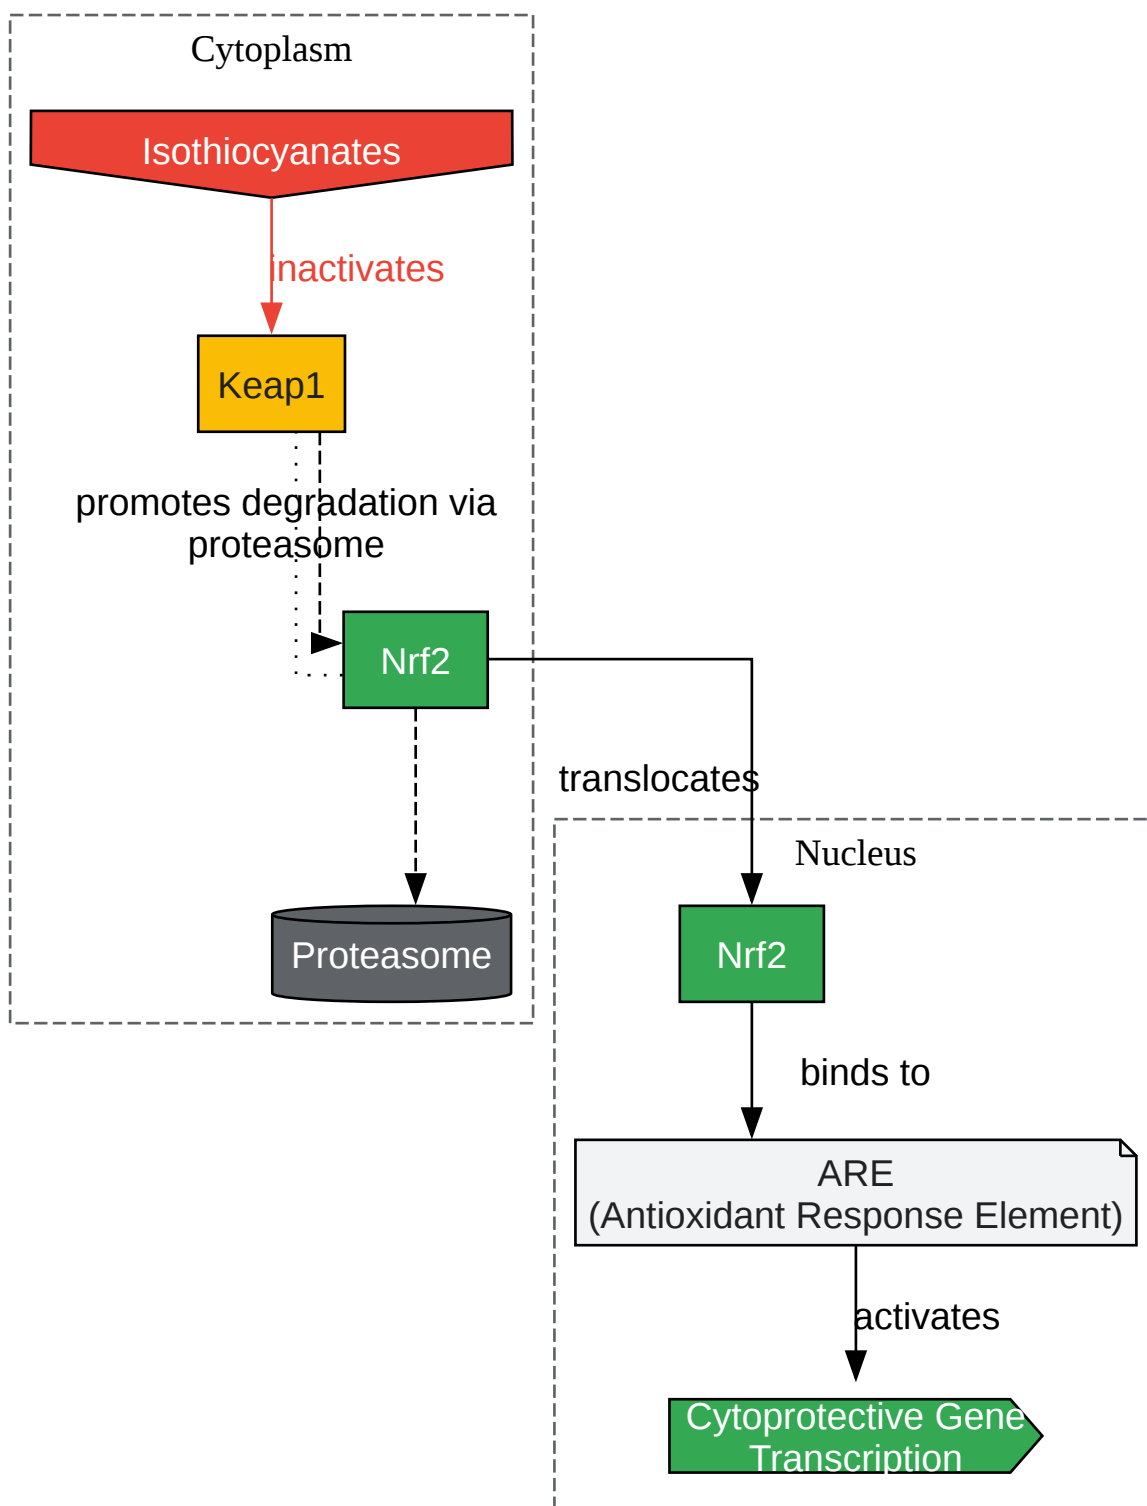 Cytoplasm
Isothiocyanates
inactivates
Keap1
promotes degradation via
proteasome
Nrf2
translocates
Nucleus
Proteasome
Nrf2
binds to
ARE
(Antioxidant Response Element)
activates
Cytoprotective Gene
Transcription